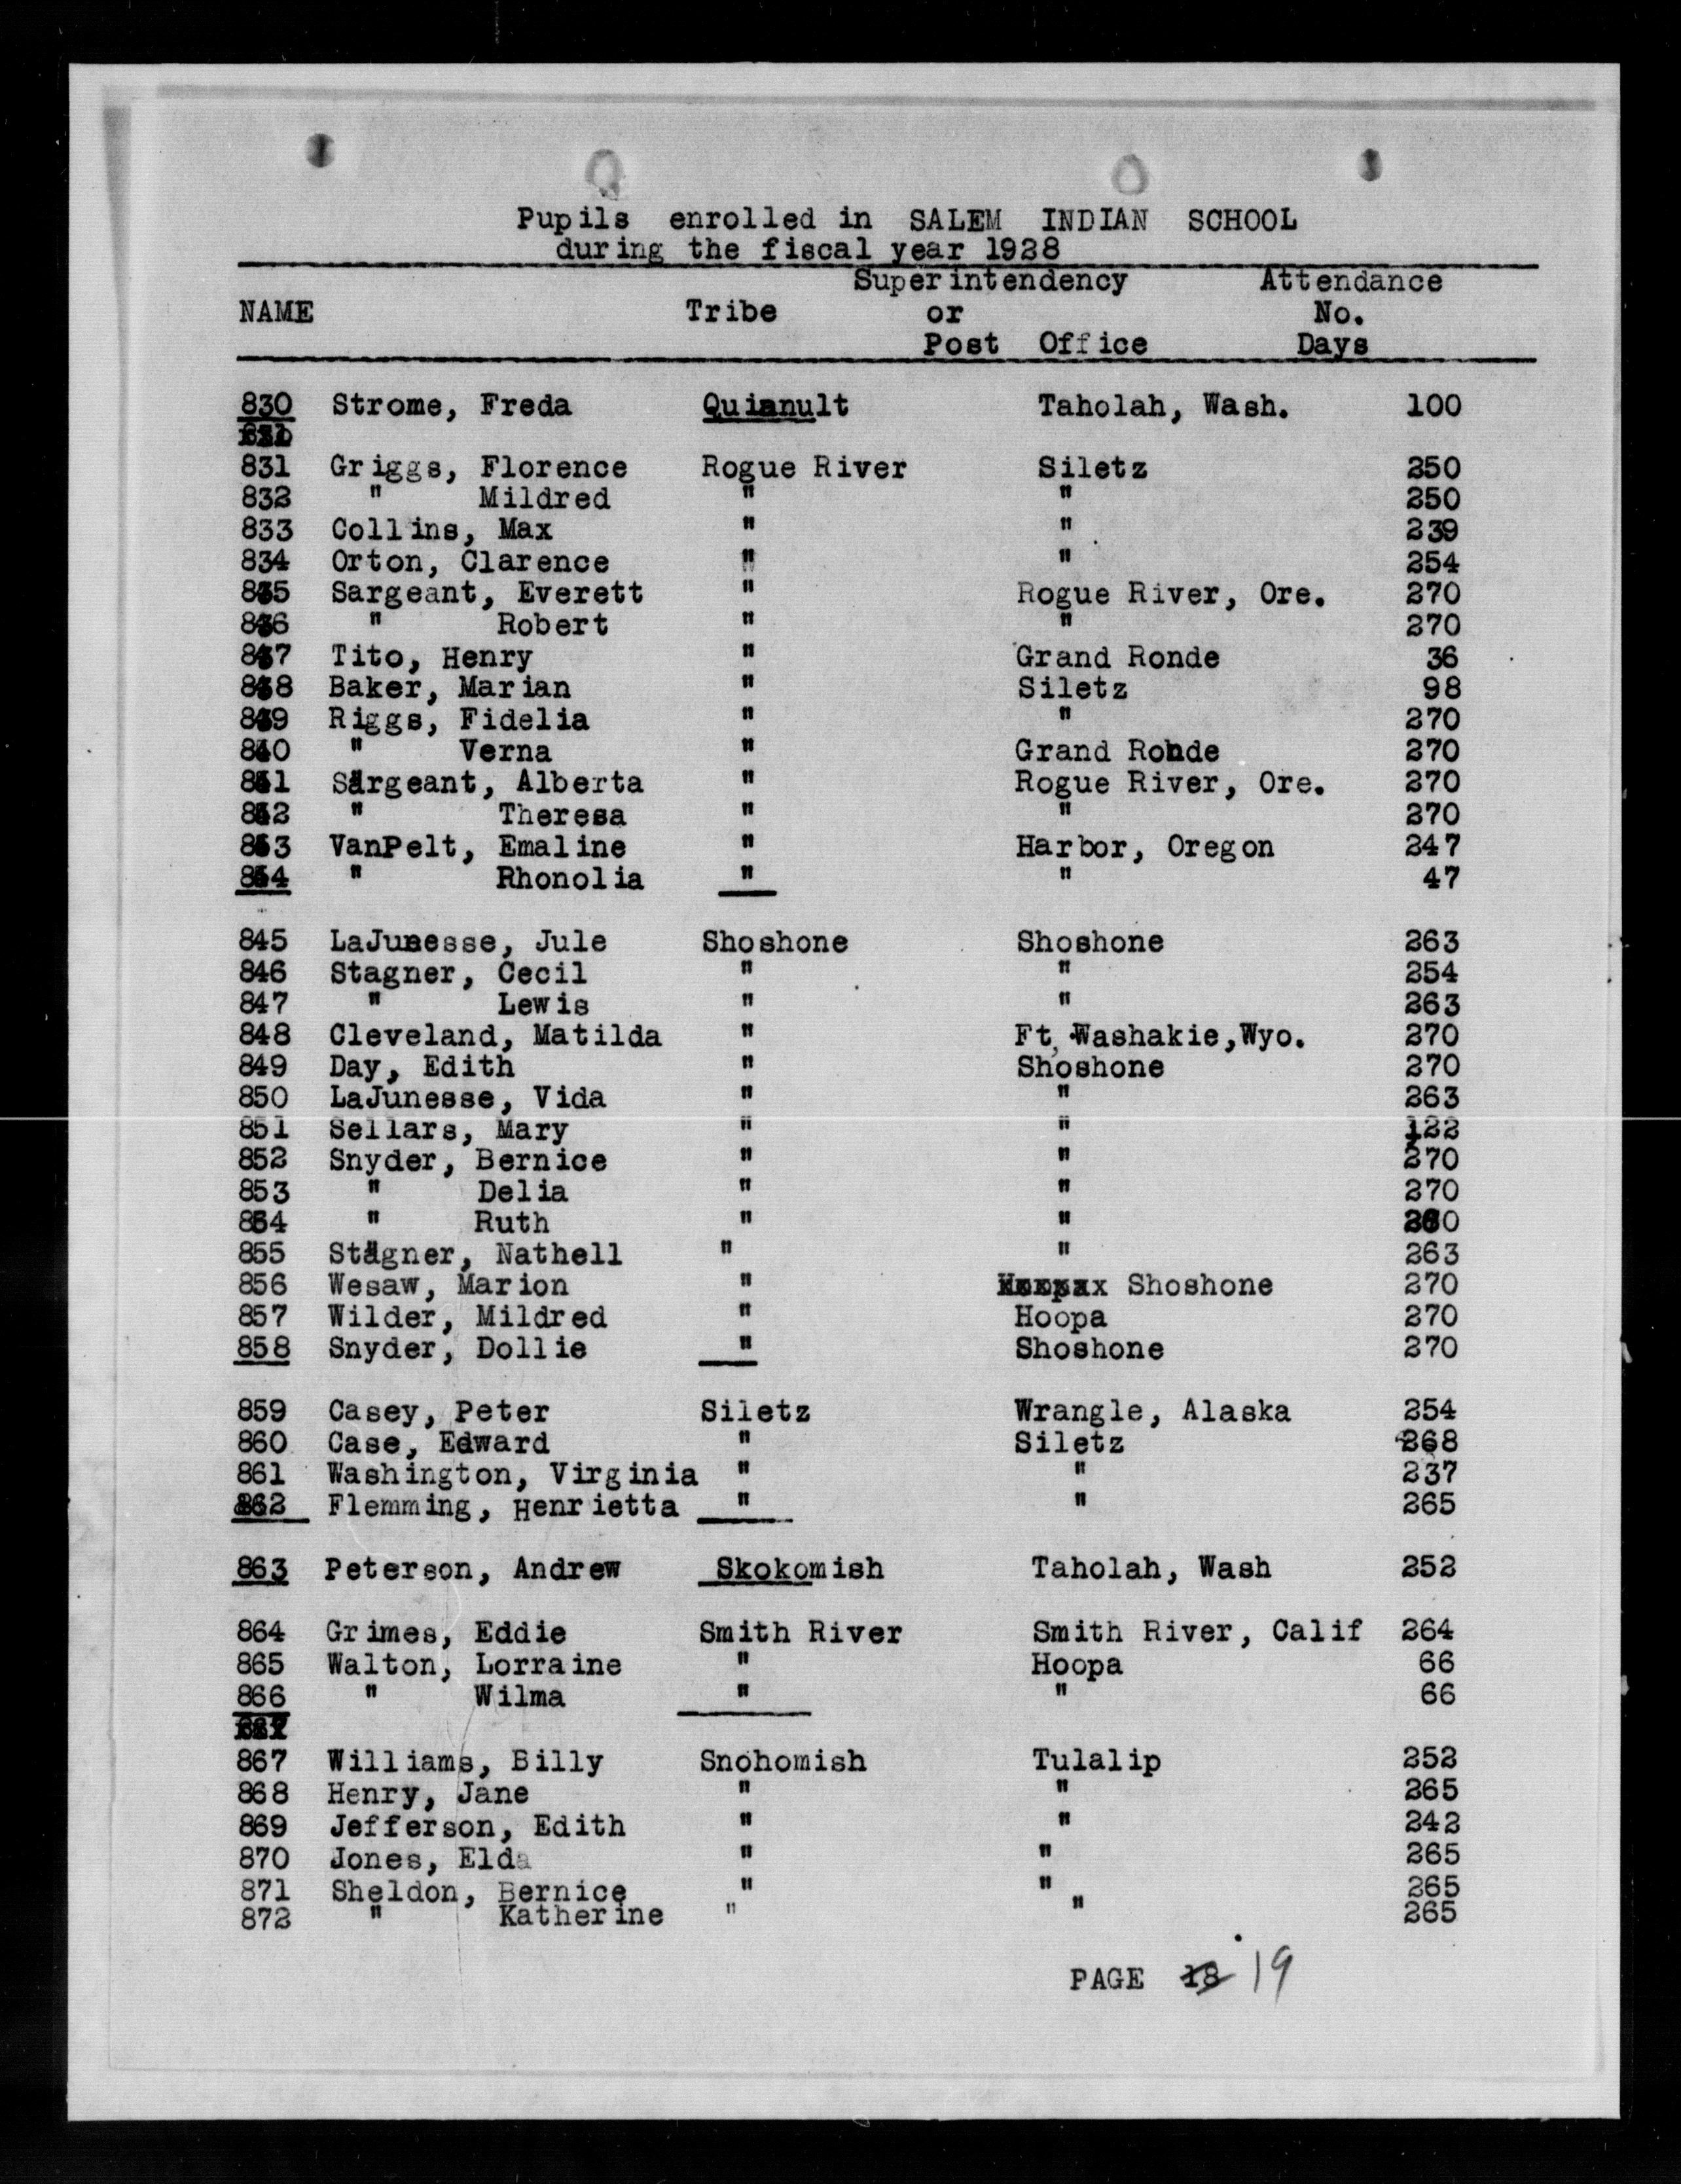 Pupils enrolled in SALEM INDIAN SCHOOL
during the fiscal year 1928
Superintendency Attendance
NAME Tribe or No.
Post Office Days
830 Strome, Freda Quianult Taholah, Wash. 100
831 Griggs, Florence Rogue River Siletz 250
832 " Mildred " " 250
833 Collins, Max " " 239
834 Orton, Clarence " " 254
835 Sargeant, Everett " Rogue River, Ore. 270
836 " Robert " " 270
837 Tito, Henry " Grand Ronde 36
838 Baker, Marian " Siletz 98
839 Riggs, Fidelia " " 270
840 " Verna " Grand Ronde 270
841 Sargeant, Alberta " Rogue River, Ore. 270
842 " Theresa " " 270
843 VanPelt, Emaline " Harbor, Oregon 247
844 " Rhonolia " " 47
845 LaJunesse, Jule Shoshone Shoshone 263
846 Stagner, Cecil " " 254
847 " Lewis " " 263
848 Cleveland, Matilda " Ft, Washakie,Wyo. 270
849 Day, Edith " Shoshone 270
850 LaJunesse, Vida " " 263
851 Sellars, Mary " " 122
852 Snyder, Bernice " " 270
853 " Delia " " 270
854 " Ruth " "
855 Stagner, Nathell " " 263
856 Wesaw, Marion " Shoshone 270
857 Wilder, Mildred " Hoopa 270
858 Snyder, Dollie " Shoshone 270
859 Casey, Peter Siletz Wrangle, Alaska 254
860 Case, Edward " Siletz 268
861 Washington, Virginia " " 237
862 Flemming, Henrietta " " 265
863 Peterson, Andrew Skokomish Taholah, Wash 252
864 Grimes, Eddie Smith River Smith River, Calif 264
865 Walton, Lorraine " Hoopa 66
866 " Wilma " " 66
867 Williams, Billy Snohomish Tulalip 252
868 Henry, Jane " " 265
869 Jefferson, Edith " " 242
870 Jones, Elda " " 265
871 Sheldon, Bernice " " 265
872 " Katherine " " 265
PAGE 18 19